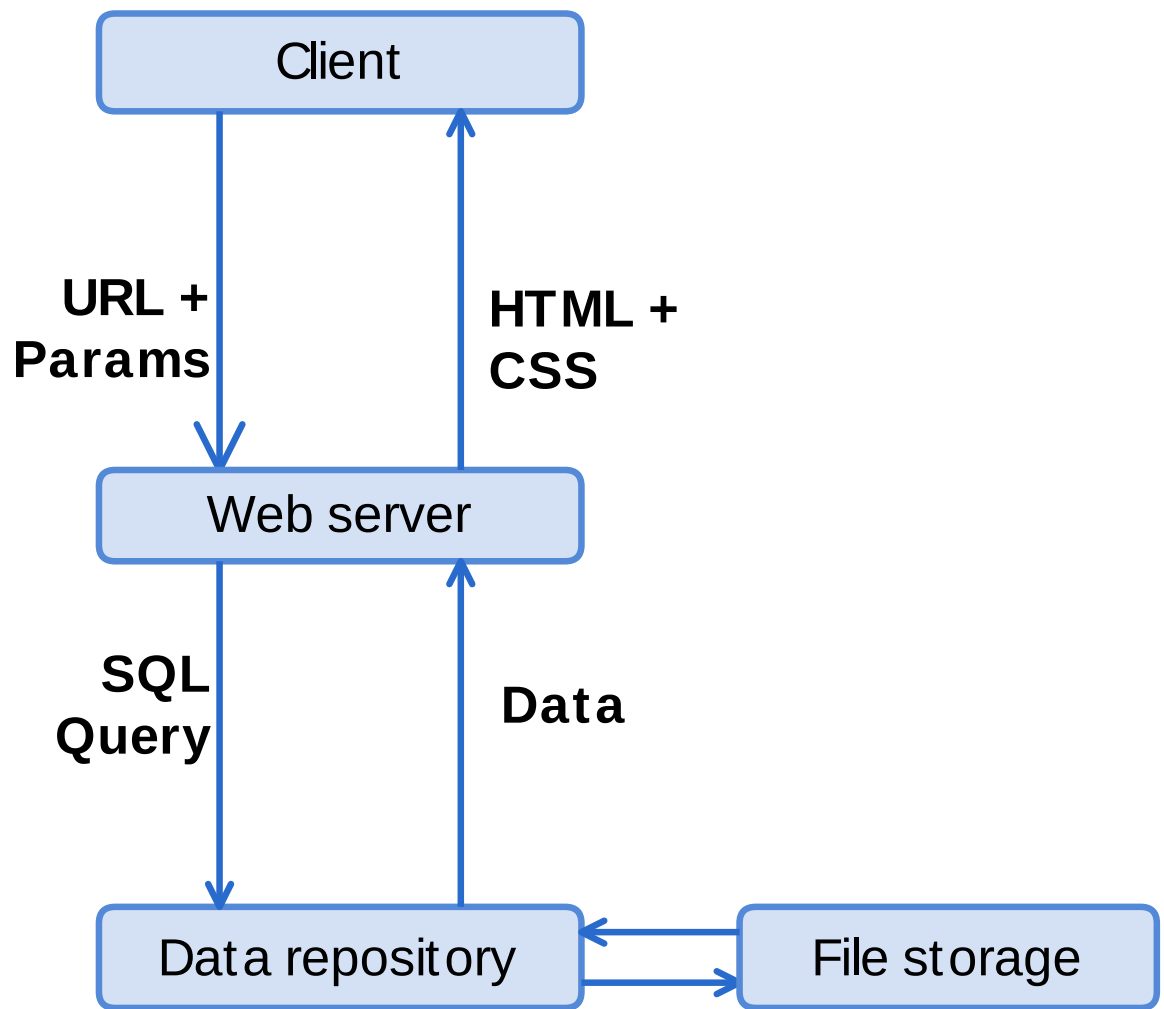 Client
URL +
Params
HTML +
CSS
Web server
SQL
Query
Data
Data repository
File storage